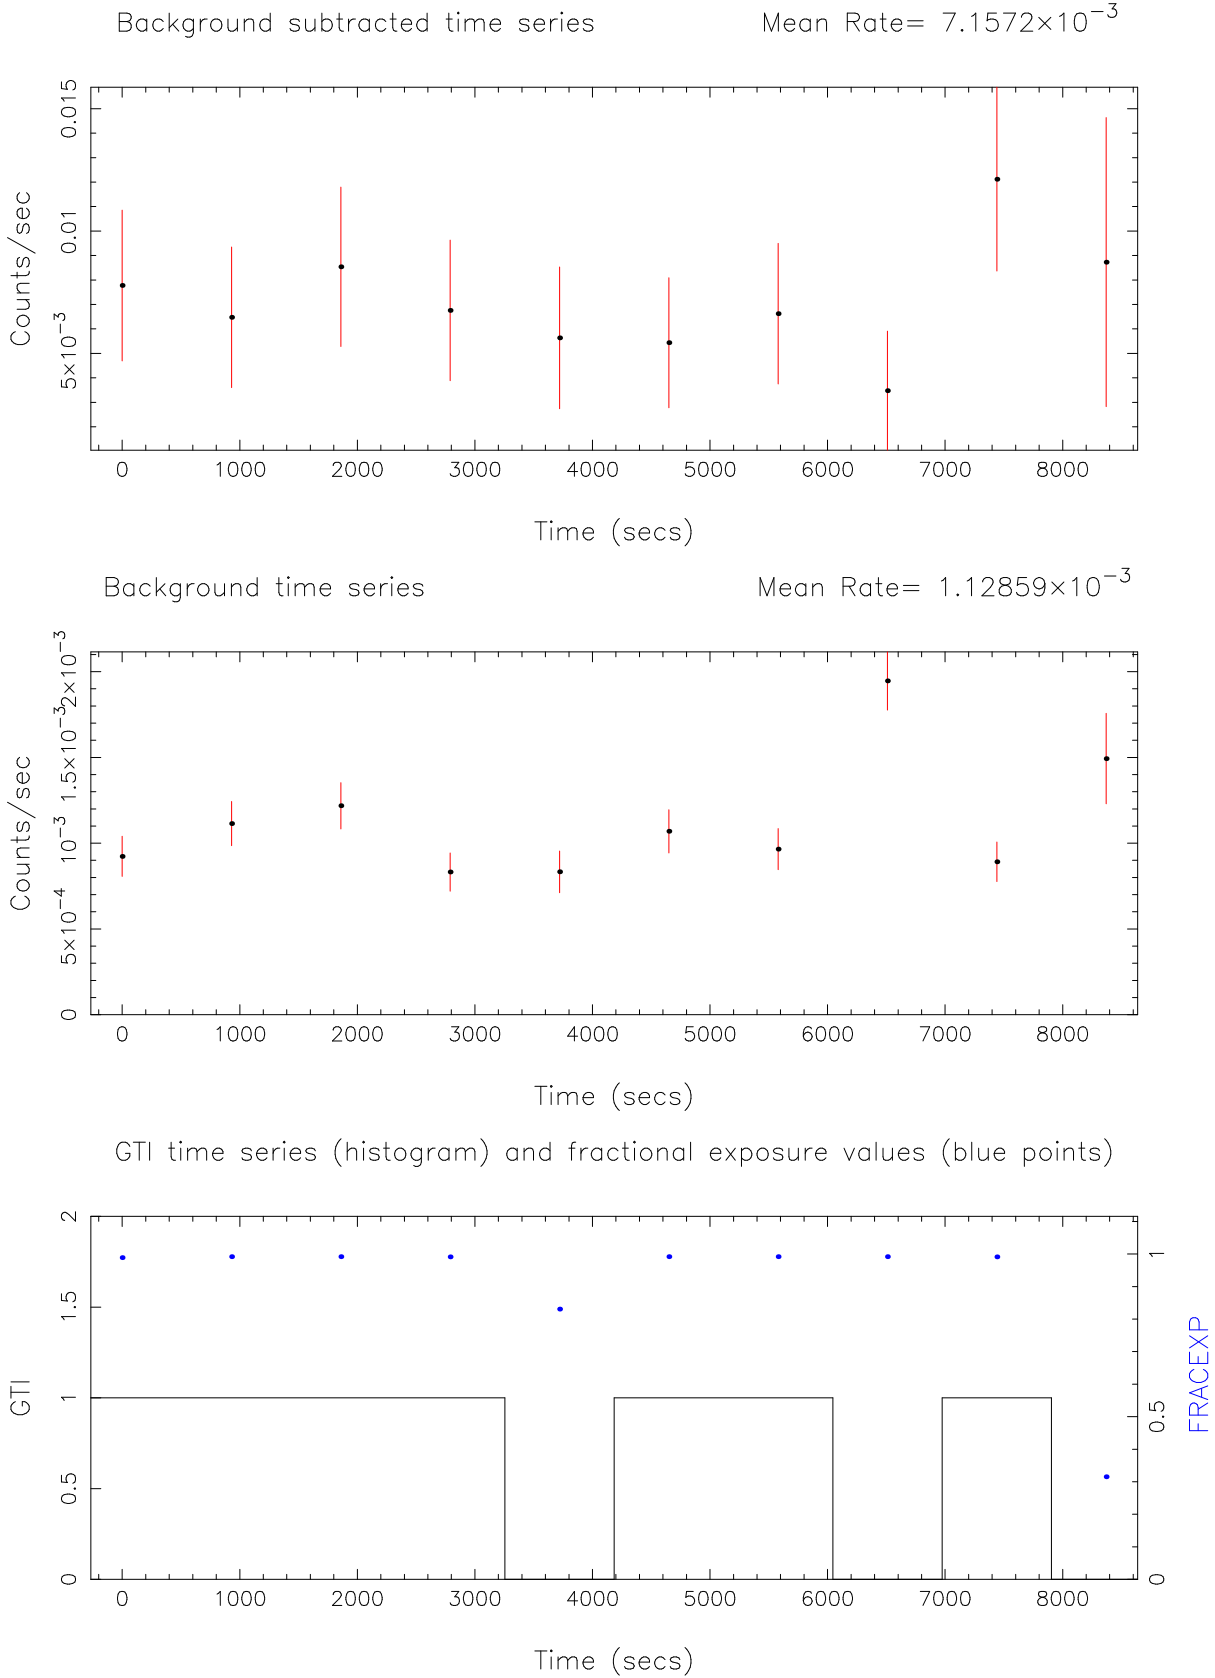 Background subtracted time series Mean Rate= 7.1572×10⁻³
0.015
0.01
5×10⁻³
Counts/sec
0 1000 2000 3000 4000 5000 6000 7000 8000
Time (secs)
Background time series Mean Rate= 1.12859×10⁻³
2×10⁻³
1.5×10⁻³
10⁻³
5×10⁻⁴
0
Counts/sec
0 1000 2000 3000 4000 5000 6000 7000 8000
Time (secs)
GTI time series (histogram) and fractional exposure values (blue points)
2
1.5
1
0.5
0
GTI
1
0.5
0
FRACEXP
0 1000 2000 3000 4000 5000 6000 7000 8000
Time (secs)